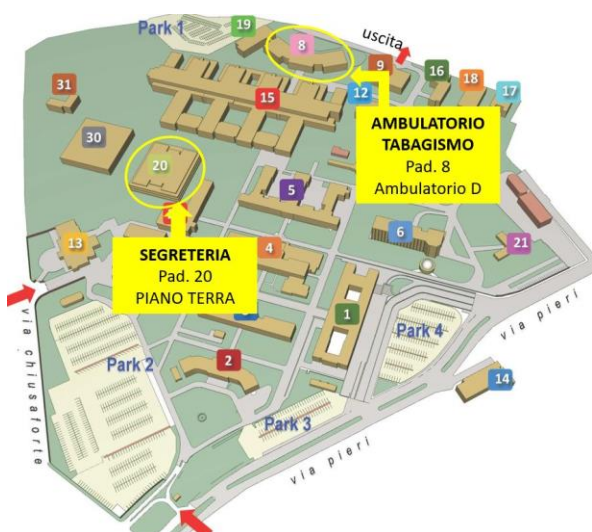 Park 1
19
8
uscita
9
16
18
17
31
15
12
AMBULATORIO
TABAGISMO
Pad. 8
Ambulatorio D
30
20
5
6
21
13
SEGRETERIA
Pad. 20
PIANO TERRA
4
1
via chiusaforte
Park 2
2
Park 4
via pieri
14
Park 3
via pieri